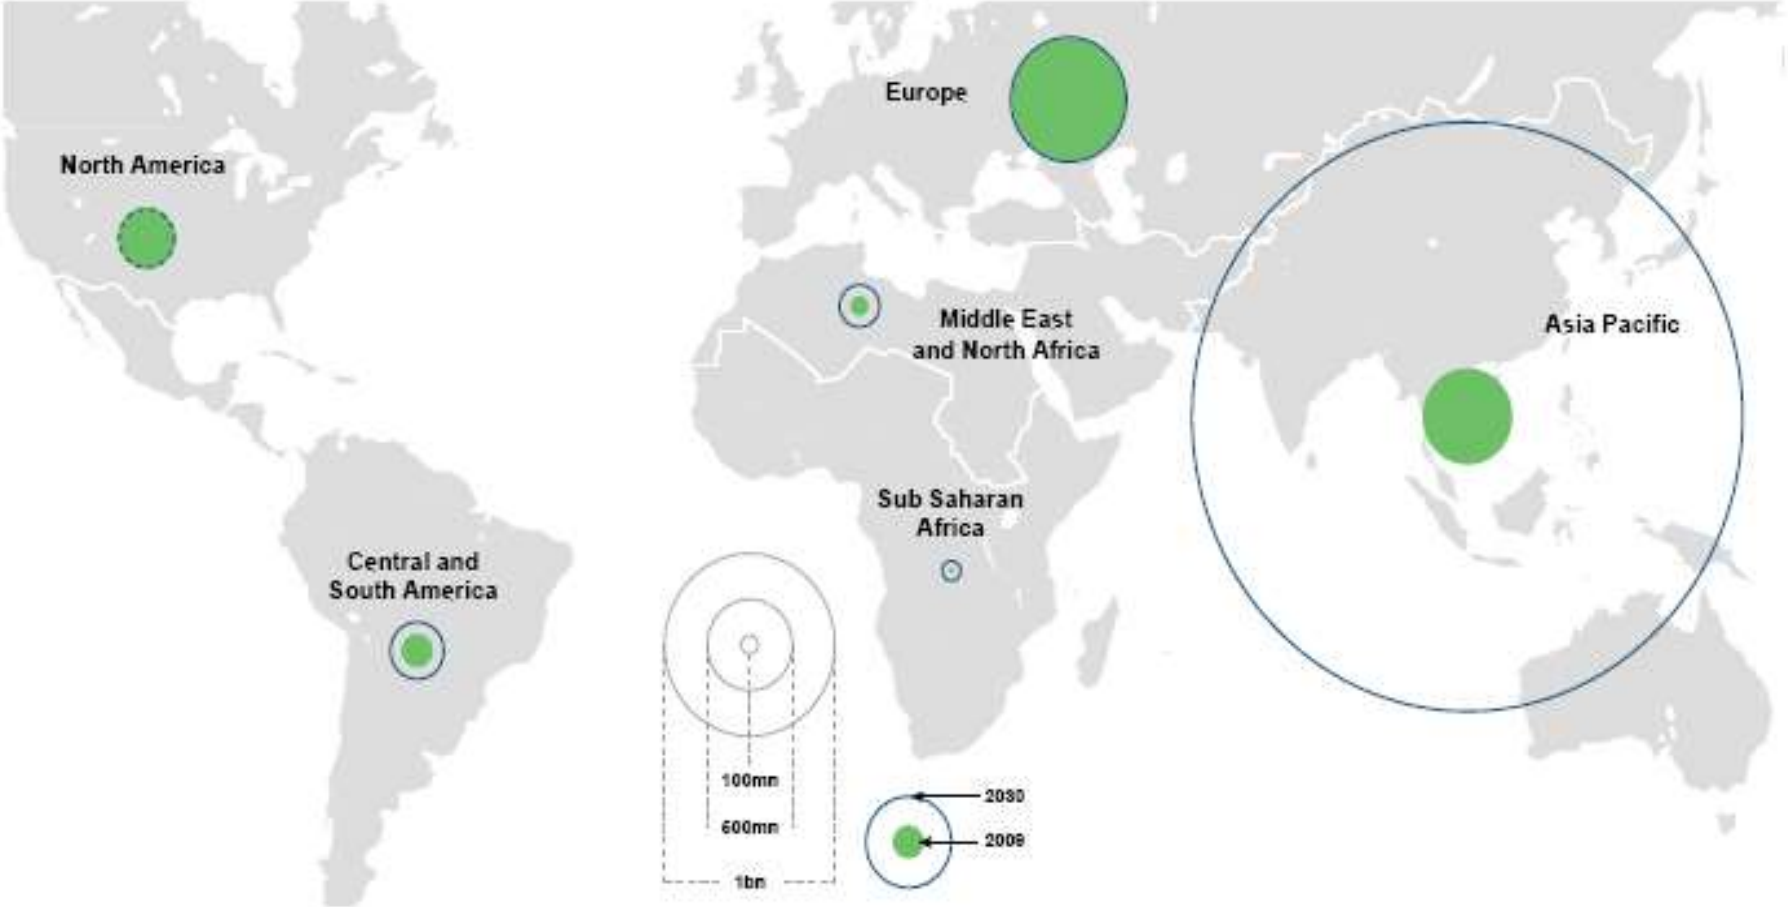 Europe
North America
Middle East
and North Africa
Asia Pacific
Sub Saharan
Africa
Central and
South America
100mn
600mn
1bn
2030
2009